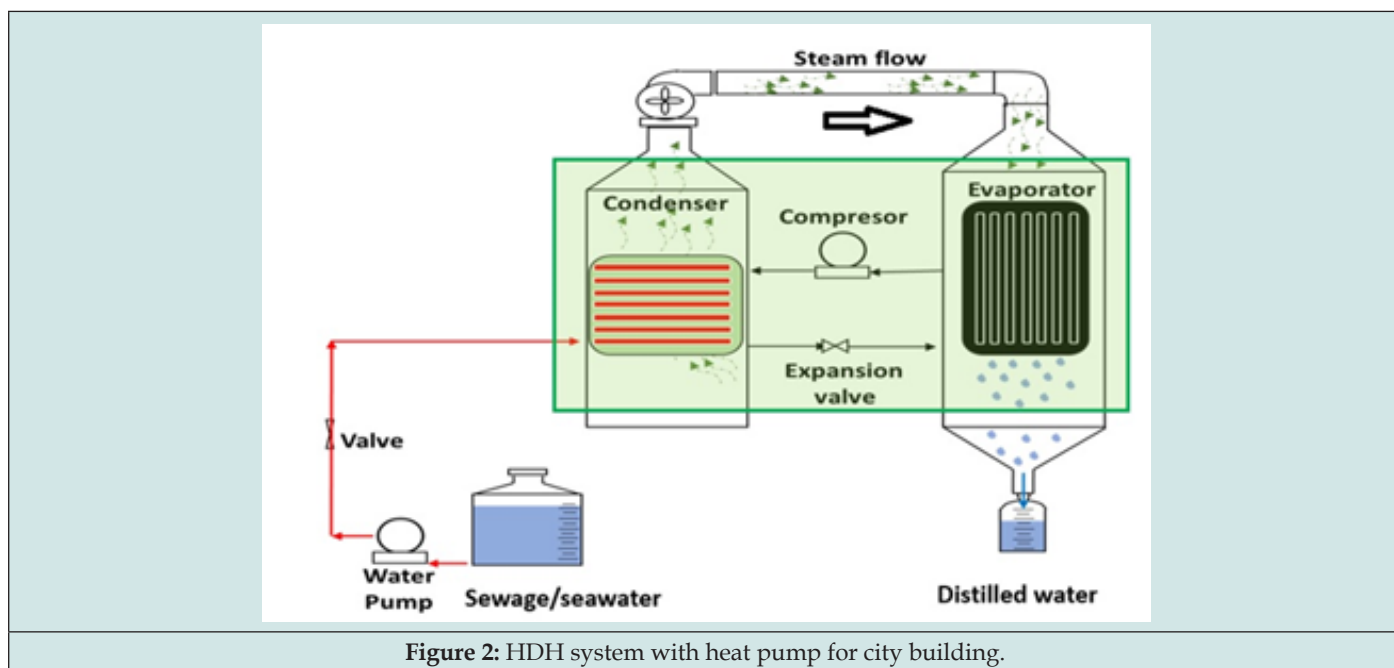 Steam flow
Condenser
Compresor
Evaporator
Expansion
valve
Valve
Water
Pump
Sewage/seawater
Distilled water
Figure 2: HDH system with heat pump for city building.